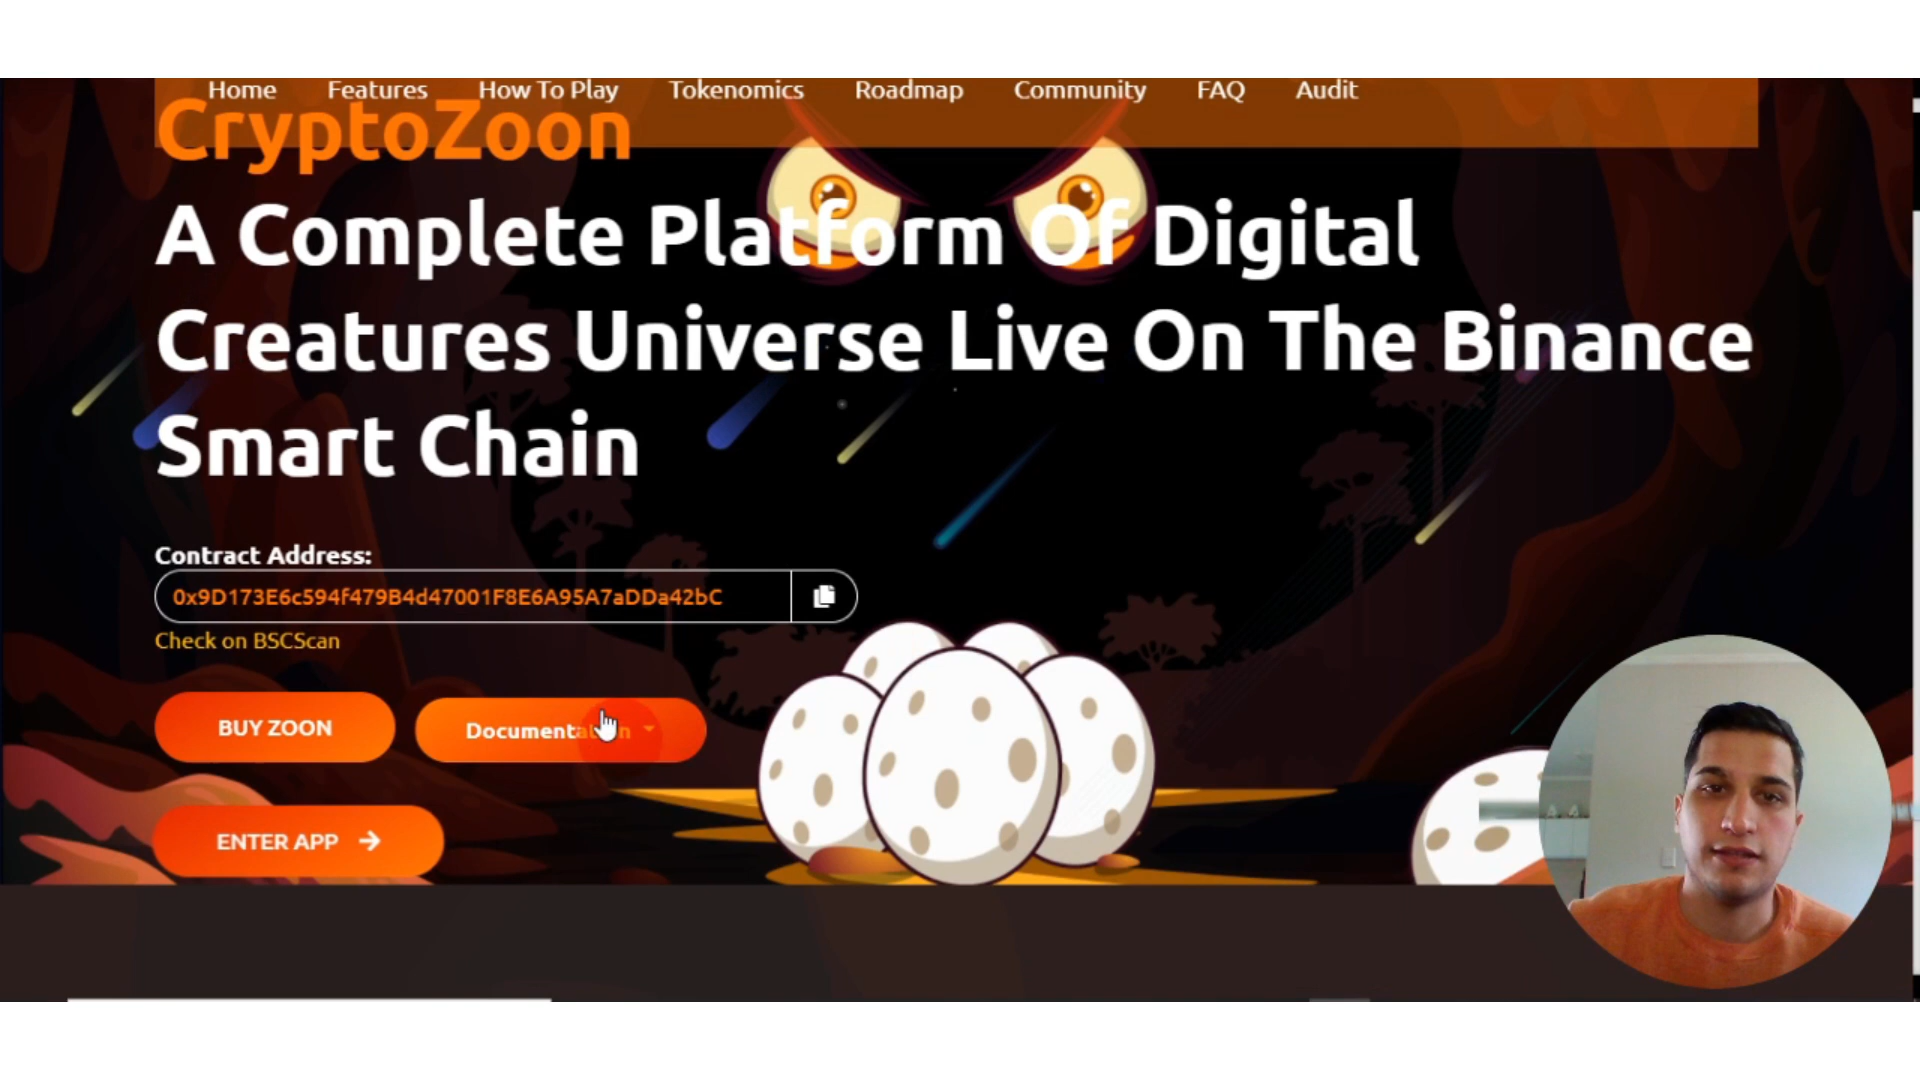 Home Features How To Play Tokenomics Roadmap Community FAQ Audit
CryptoZoon
A Complete Platform Of Digital
Creatures Universe Live On The Binance
Smart Chain
Contract Address:
0x9D173E6c594f479B4d47001F8E6A95A7aDDa42bC
Check on BSCScan
BUY ZOON Documentation
ENTER APP →